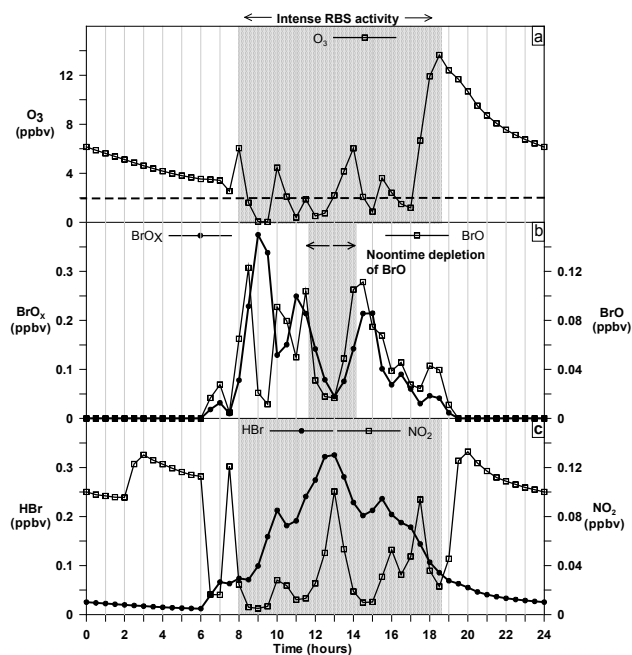 Intense RBS activity
O3
a
12
8
4
0
O3
(ppbv)
BrOX
BrO
b
Noontime depletion
of BrO
0.3
0.2
0.1
0
BrOx
(ppbv)
0.12
0.08
0.04
0
BrO
(ppbv)
HBr
NO2
c
0.3
0.2
0.1
0
HBr
(ppbv)
0.12
0.08
0.04
0
NO2
(ppbv)
0 2 4 6 8 10 12 14 16 18 20 22 24
Time (hours)